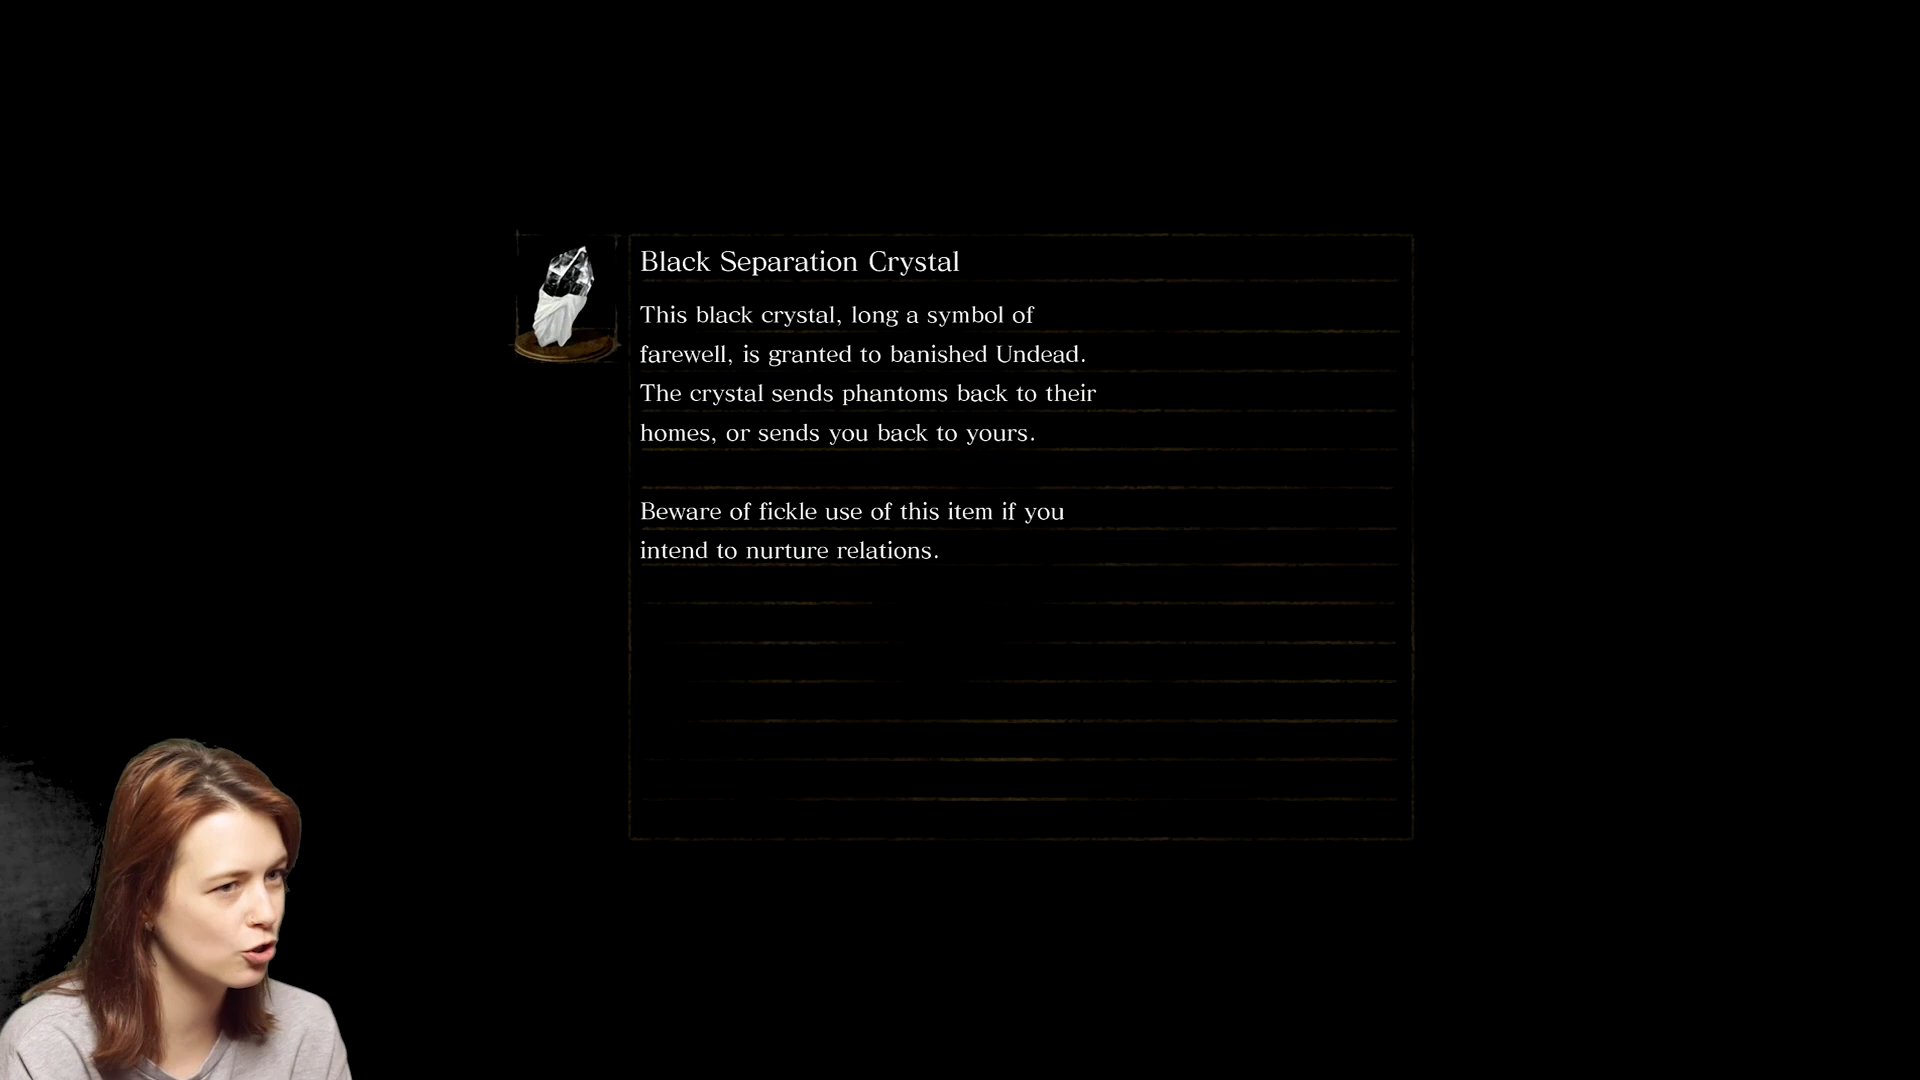 Black Separation Crystal
This black crystal, long a symbol of
farewell, is granted to banished Undead.
The crystal sends phantoms back to their
homes, or sends you back to yours.
Beware of fickle use of this item if you
intend to nurture relations.